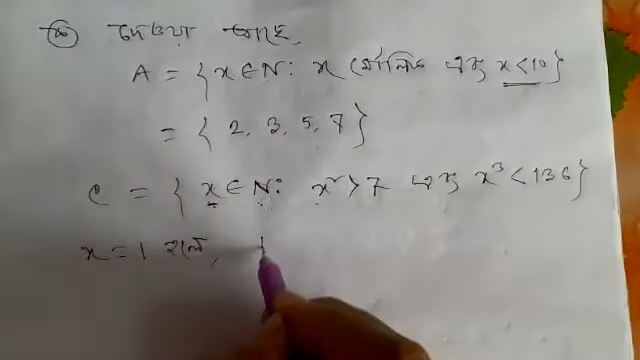 দেওয়া আছে,
A = {x∈N: x মৌলিক এবং x<10}
= {2, 3, 5, 7}
C = {x∈N: x²>7 এবং x³<136}
x = 1 হলে,